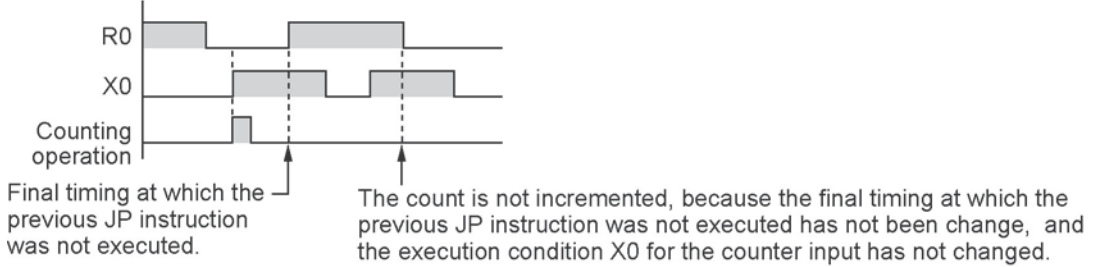 R0
X0
Counting
operation
Final timing at which the
previous JP instruction
was not executed.
The count is not incremented, because the final timing at which the
previous JP instruction was not executed has not been change, and
the execution condition X0 for the counter input has not changed.